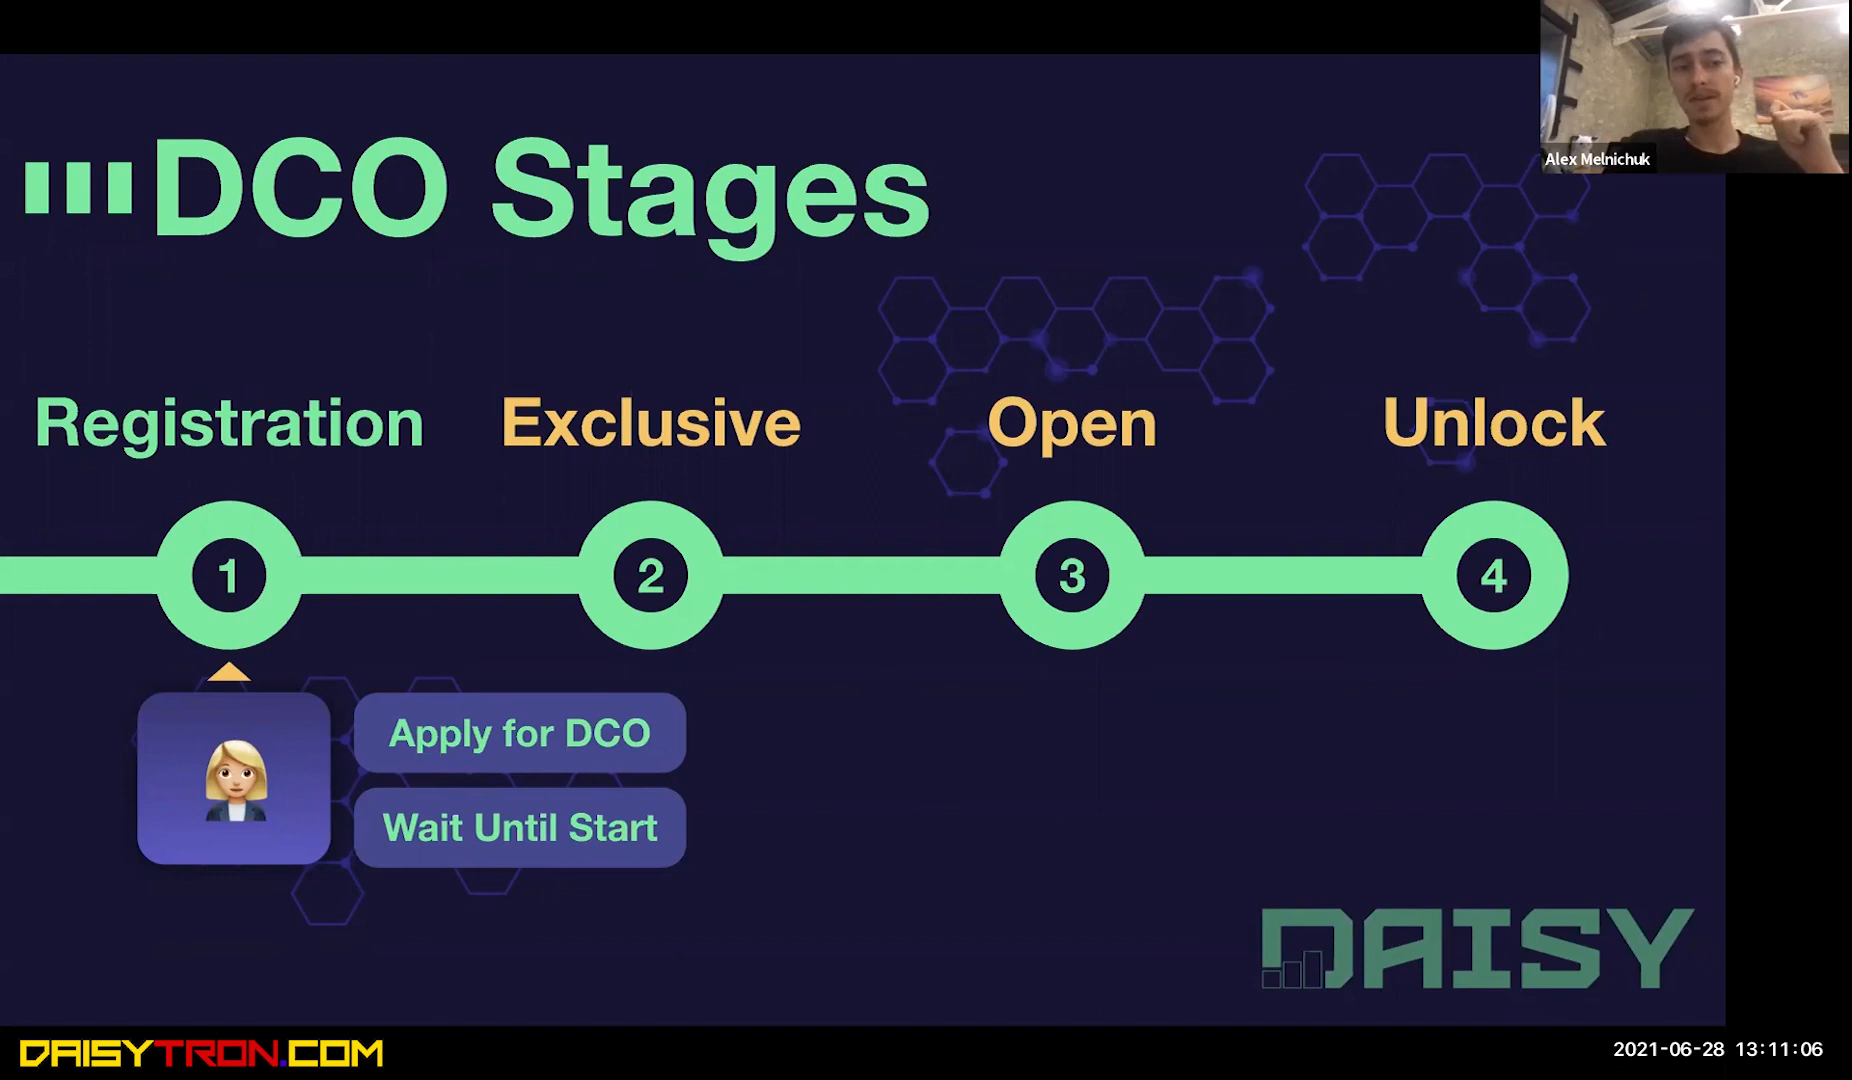 Alex Melnichuk
DCO Stages
Registration
Exclusive
Open
Unlock
1
2
3
4
Apply for DCO
Wait Until Start
DAISY
DAISYTRON.COM
2021-06-28 13:11:06